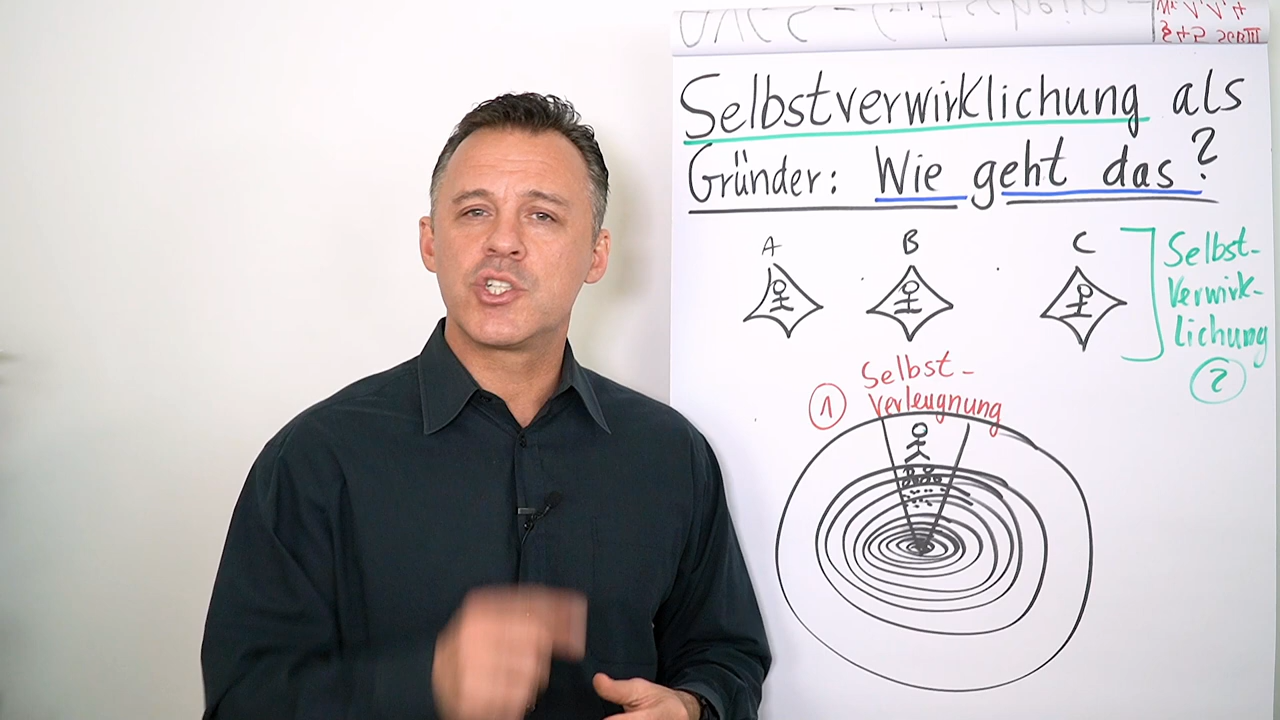 Selbstverwirklichung als
Gründer: Wie geht das?
A B C
Selbst-
Verwirk-
lichung
2
Selbst-
1 Verleugnung